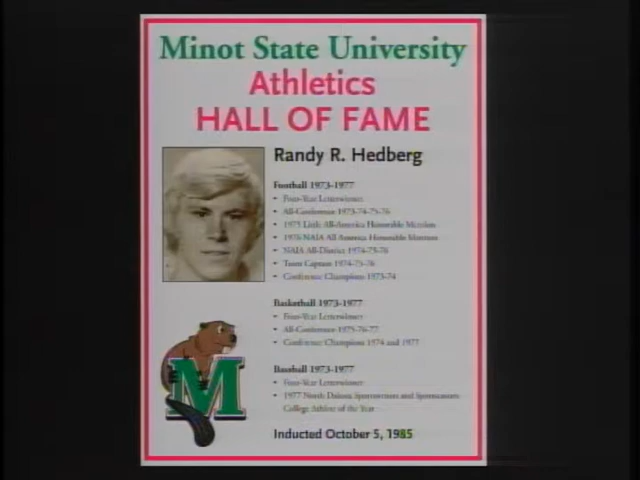 Minot State University
Athletics
HALL OF FAME
Randy R. Hedberg
Football 1973-1977
• Four-Year Letterwinner
• All-Conference 1973-74-75-76
• 1975 Little All-America Honorable Mention
• 1976 NAIA All America Honorable Mention
• NAIA All-District 1974-75-76
• Team Captain 1974-75-76
• Conference Champions 1973-74
Basketball 1973-1977
• Four-Year Letterwinner
• All-Conference 1975-76-77
• Conference Champions 1974 and 1977
Baseball 1973-1977
• Four-Year Letterwinner
• 1977 North Dakota Sportswriters and Sportscasters
College Athlete of the Year
M
Inducted October 5, 1985